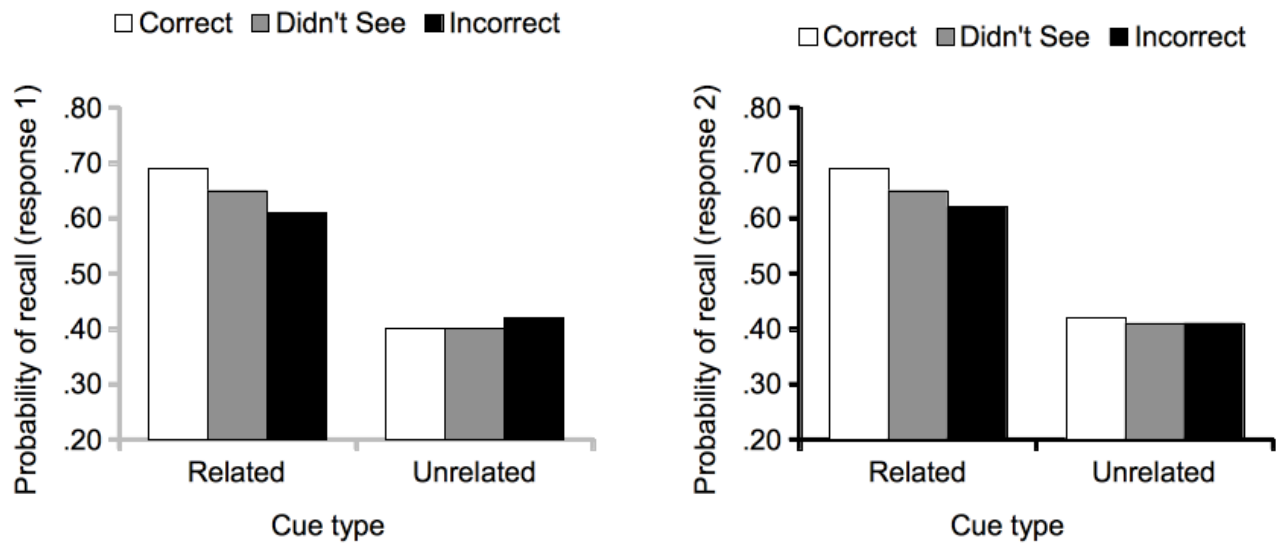 Correct Didn't See Incorrect
Probability of recall (response 1)
.80
.70
.60
.50
.40
.30
.20
Related Unrelated
Cue type
Correct Didn't See Incorrect
Probability of recall (response 2)
.80
.70
.60
.50
.40
.30
.20
Related Unrelated
Cue type